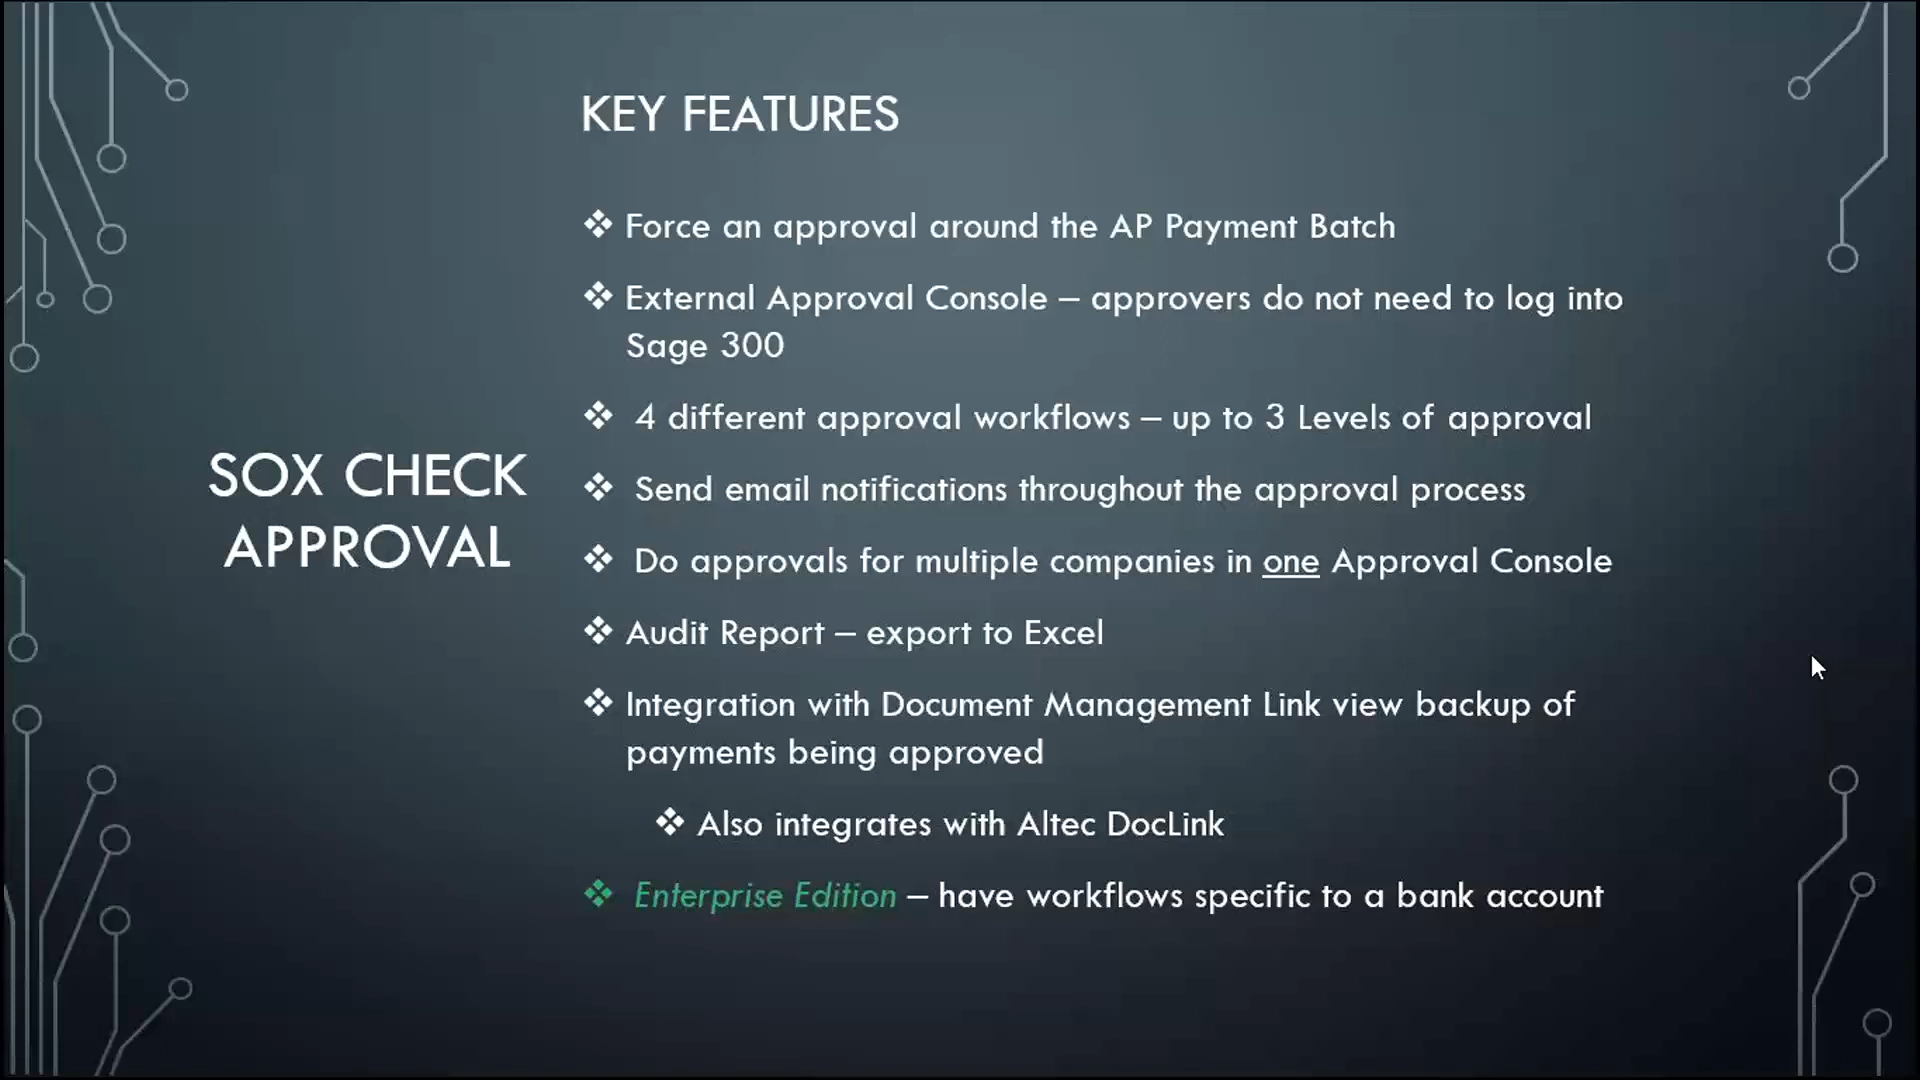 KEY FEATURES
❖ Force an approval around the AP Payment Batch
❖ External Approval Console – approvers do not need to log into
Sage 300
❖ 4 different approval workflows – up to 3 Levels of approval
❖ Send email notifications throughout the approval process
❖ Do approvals for multiple companies in one Approval Console
❖ Audit Report – export to Excel
❖ Integration with Document Management Link view backup of
payments being approved
❖ Also integrates with Altec DocLink
❖ Enterprise Edition – have workflows specific to a bank account
SOX CHECK
APPROVAL